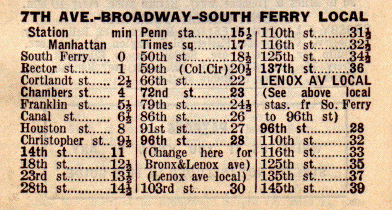 7TH AVE.-BROADWAY-SOUTH FERRY LOCAL
Station min
Manhattan
South Ferry.... 0
Rector st........ 1
Cortlandt st... 2½
Chambers st 4
Franklin st..... 5½
Canal st......... 6½
Houston st..... 8
Christopher st.. 9½
14th st........... 11
18th st..........12½
23rd st..........13½
28th st..........14½
Penn sta......15½
Times sq......17
50th st.........18½
59th (Col.Cir)20½
66th st.........22
72nd st........23
79th st.........24½
86th st.........26
91st st..........27
96th st.........28
(Change here for
Bronx&Lenox ave)
(Lenox ave local)
103rd st........30
110th st......31½
116th st......32½
125th st......34½
137th st......36
LENOX AV LOCAL
(See above local
stas. fr So. Ferry
to 96th st)
96th st........28
110th st.......32
116th st.......33
125th st.......35
135th st.......37
145th st.......39